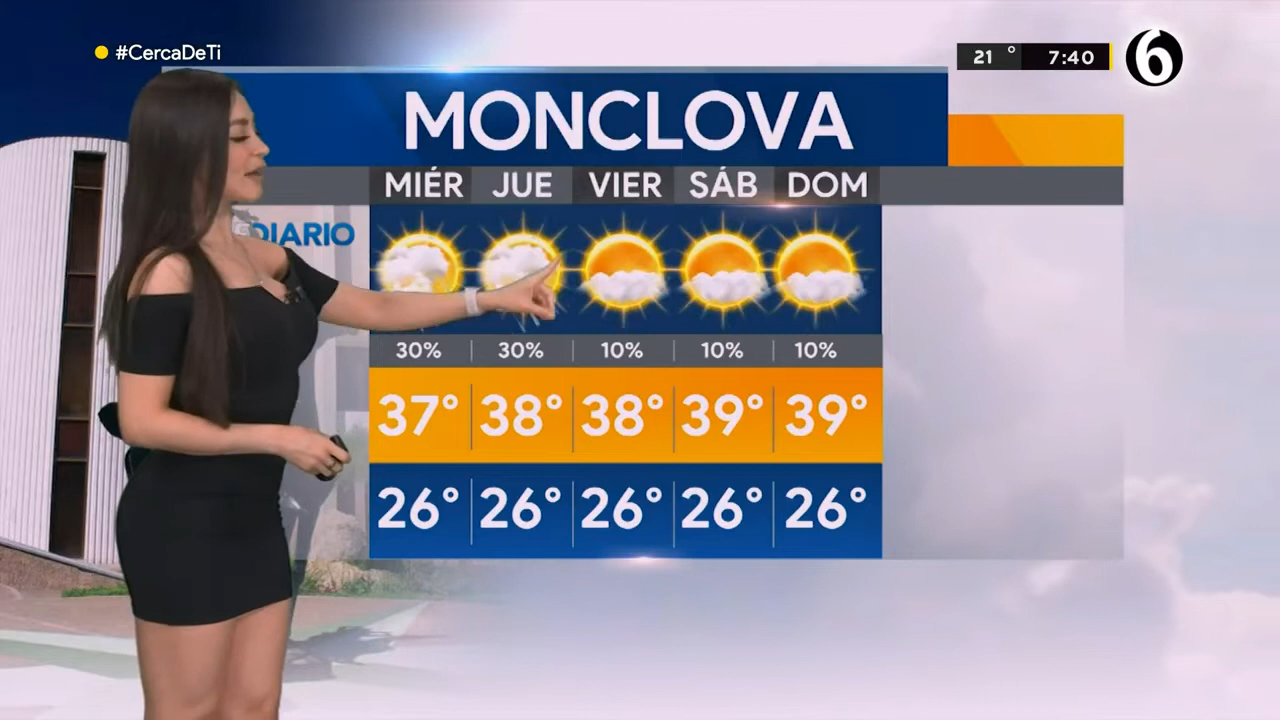 #CercaDeTi
21° 7:40 6
MONCLOVA
MIÉR JUE VIER SÁB DOM
DIARIO
30% 30% 10% 10% 10%
37° 38° 38° 39° 39°
26° 26° 26° 26° 26°